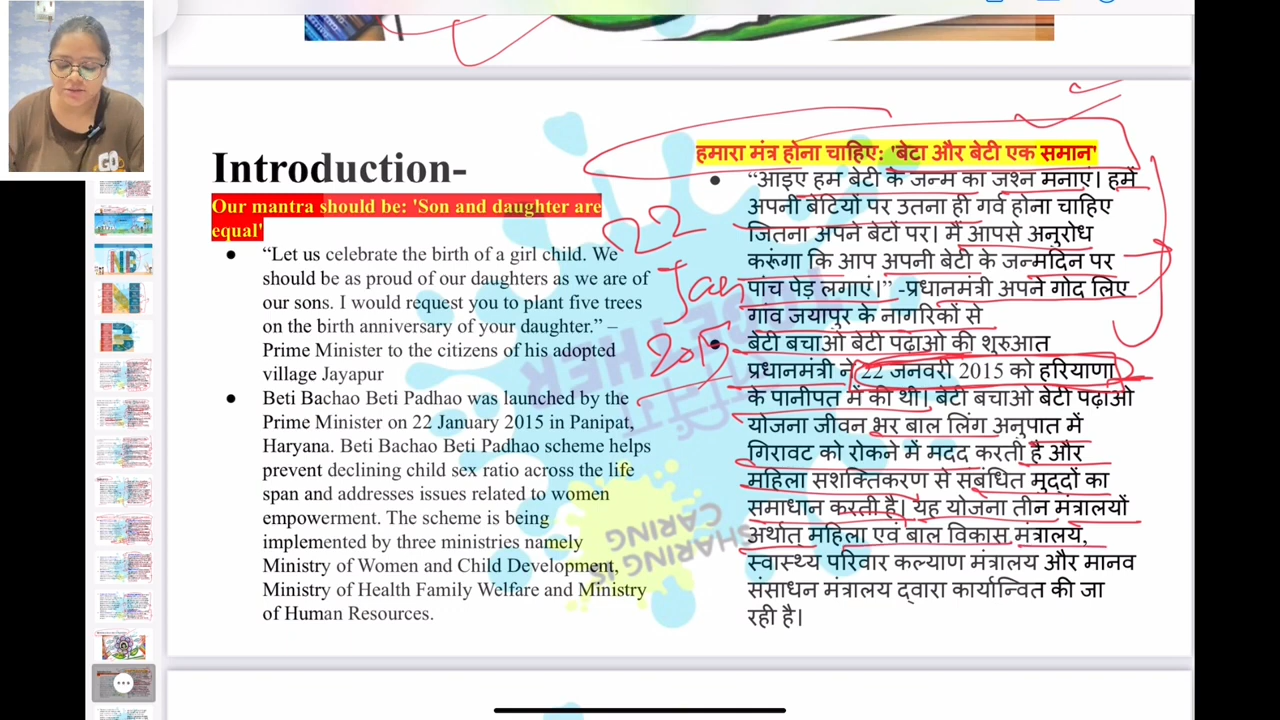 Introduction-
Our mantra should be: 'Son and daughter are
equal'
● “Let us celebrate the birth of a girl child. We
should be as proud of our daughters as we are of
our sons. I would request you to plant five trees
on the birth anniversary of your daughter.” –
Prime Minister to the citizens of his adopted
village Jayapur
● Beti Bachao Beti Padhao was launched by the
Prime Minister on 22 January 2015 in Panipat,
Haryana. Beti Bachao Beti padhao scheme helps
prevent declining child sex ratio across the life
span and addresses issues related to women
empowerment. The scheme is being
implemented by three ministries namely
Ministry of Women and Child Development,
Ministry of Health Family Welfare and Ministry
of Human Resources.
हमारा मंत्र होना चाहिए: 'बेटा और बेटी एक समान'
● “आइए हम बेटी के जन्म का जश्न मनाएं। हमें
अपनी बेटियों पर उतना ही गर्व होना चाहिए
जितना अपने बेटों पर। मैं आपसे अनुरोध
करूंगा कि आप अपनी बेटी के जन्मदिन पर
पांच पेड़ लगाएं।” -प्रधानमंत्री अपने गोद लिए
गांव जयापुर के नागरिकों से
● बेटी बचाओ बेटी पढ़ाओ की शुरुआत
प्रधानमंत्री ने 22 जनवरी 2015 को हरियाणा
के पानीपत में की थी। बेटी बचाओ बेटी पढ़ाओ
योजना जीवन भर बाल लिंग अनुपात में
गिरावट को रोकने में मदद करती है और
महिला सशक्तिकरण से संबंधित मुद्दों का
समाधान करती है। यह योजना तीन मंत्रालयों
अर्थात महिला एवं बाल विकास मंत्रालय,
स्वास्थ्य परिवार कल्याण मंत्रालय और मानव
संसाधन मंत्रालय द्वारा कार्यान्वित की जा
रही है।
22
Jan
2015
SHARING
CARING
GO